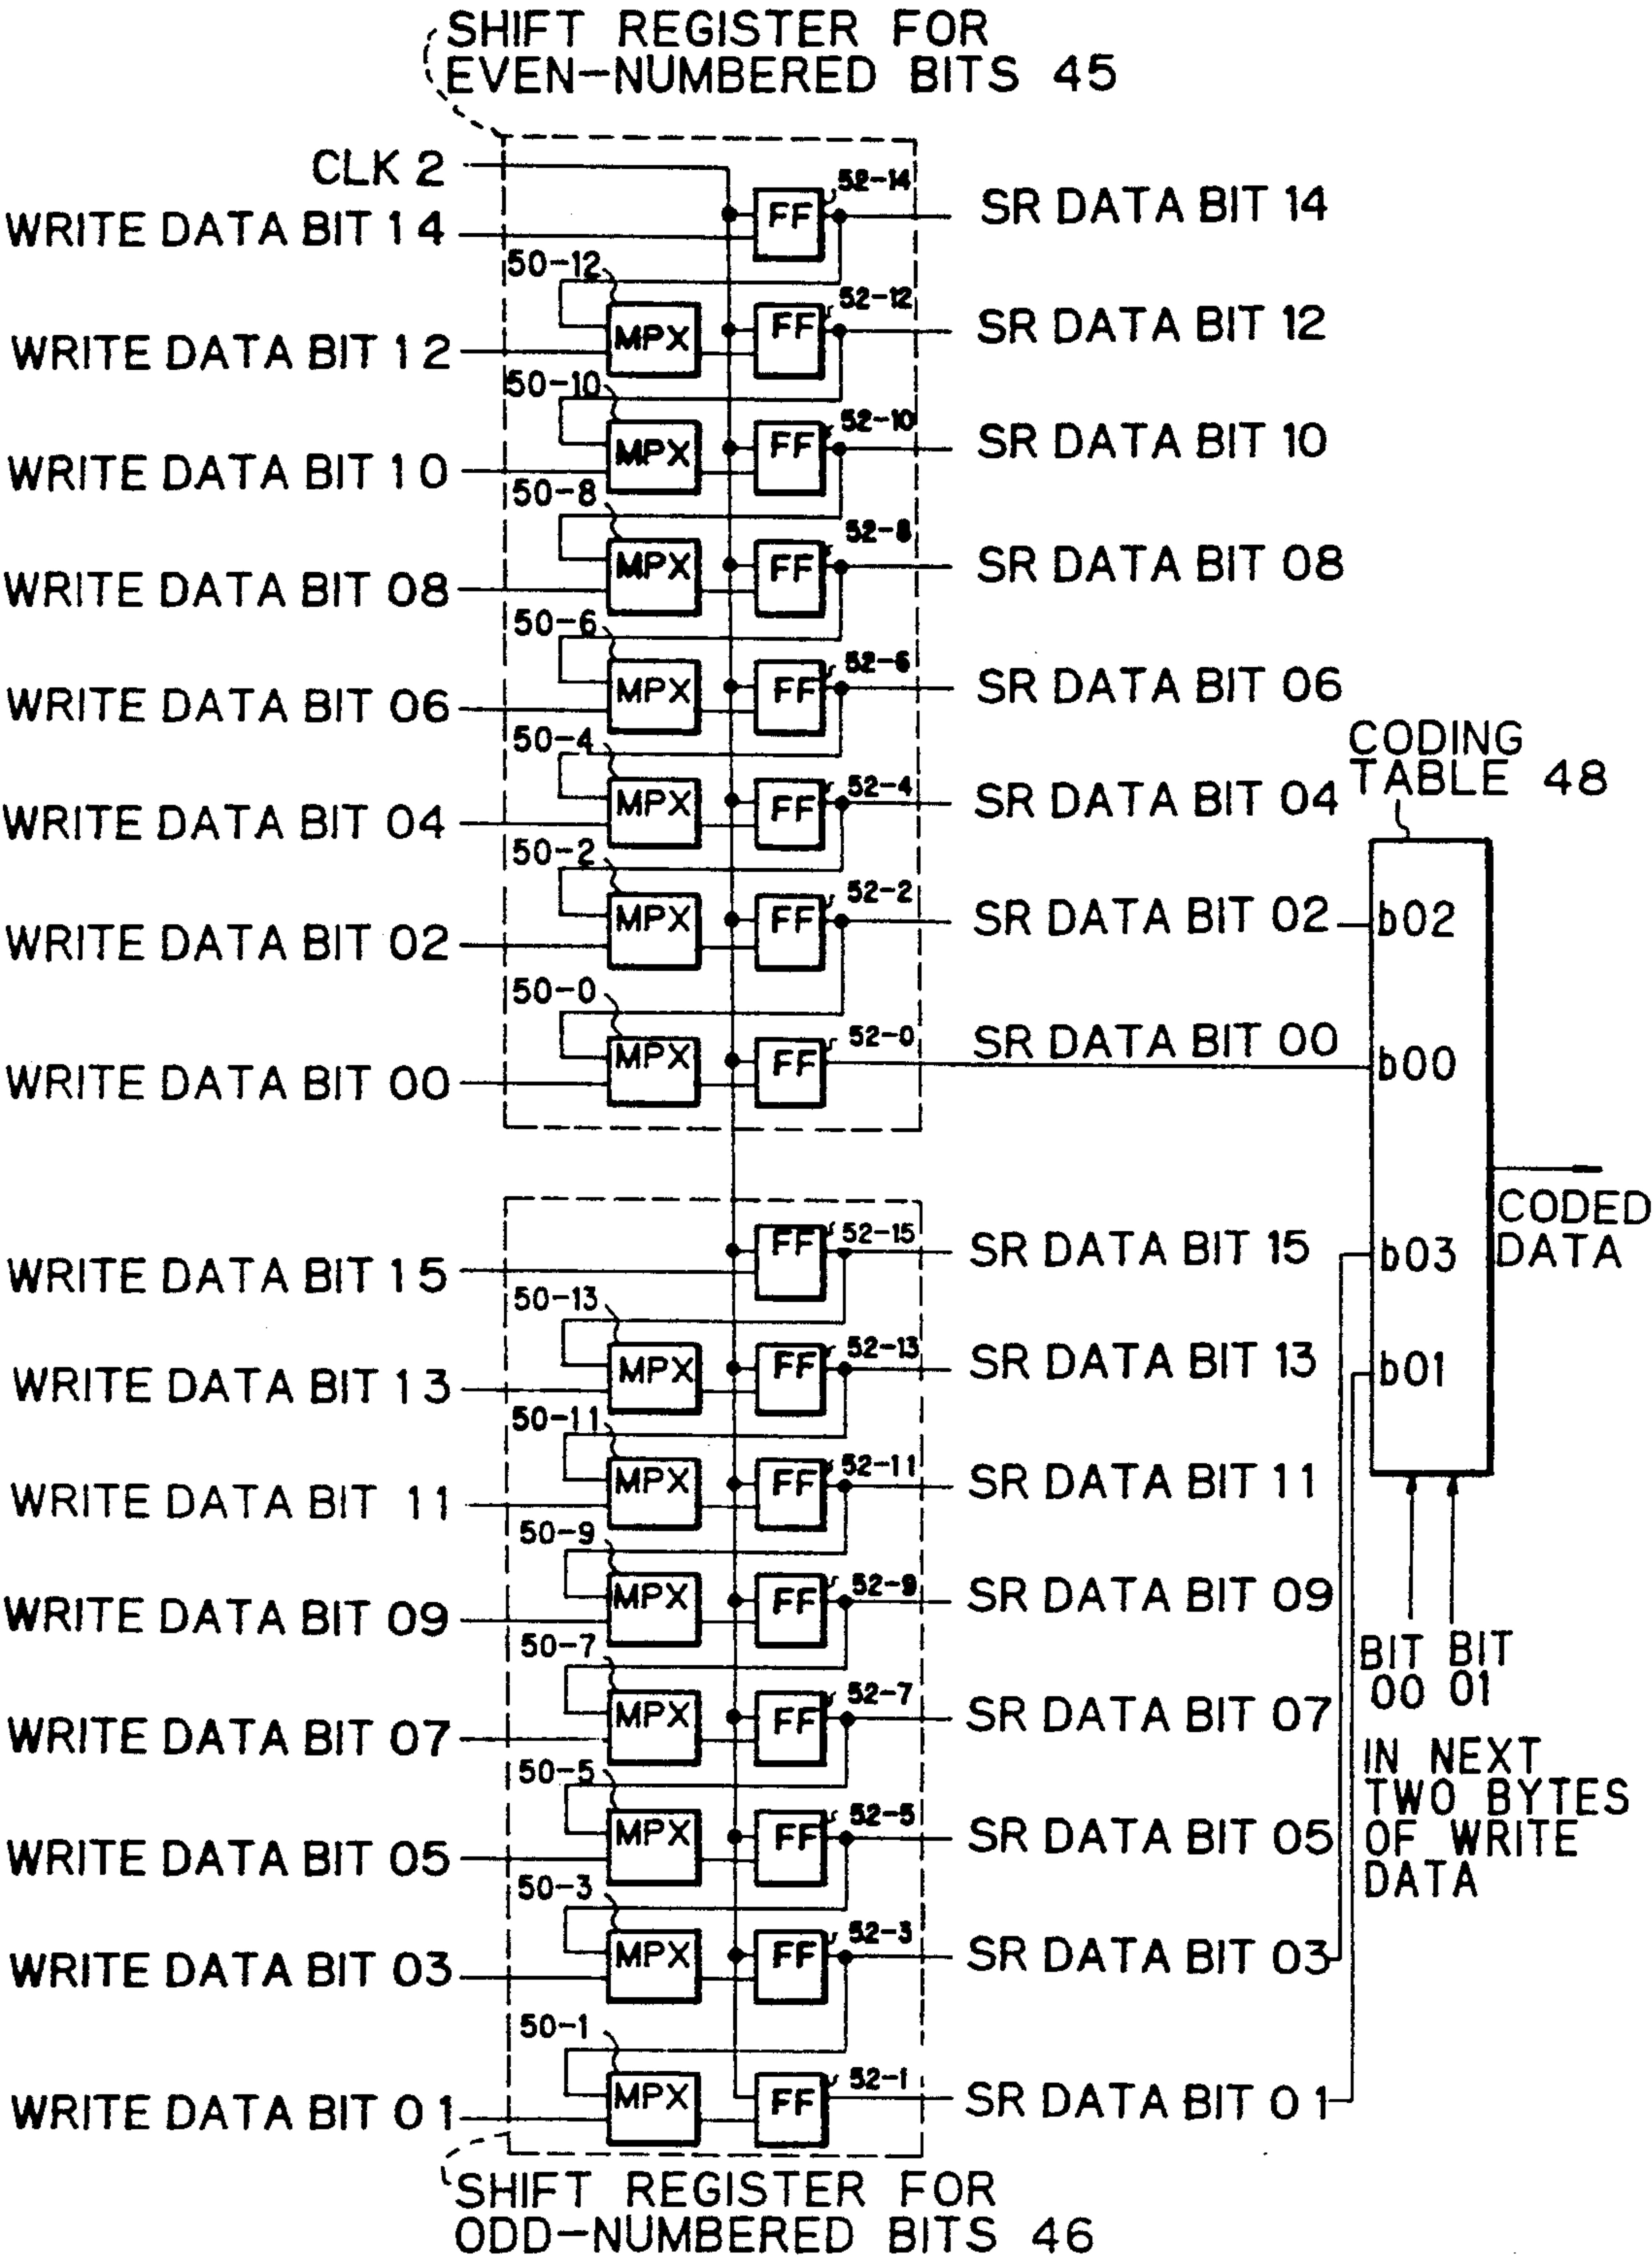 SHIFT REGISTER FOR
EVEN-NUMBERED BITS 45
CLK 2
52-14
SR DATA BIT 14
WRITE DATA BIT 14
FF
50-12
52-12
SR DATA BIT 12
WRITE DATA BIT 12
MPX
FF
50-10
52-10
SR DATA BIT 10
WRITE DATA BIT 10
MPX
FF
50-8
52-8
SR DATA BIT 08
WRITE DATA BIT 08
MPX
FF
50-6
52-6
SR DATA BIT 06
WRITE DATA BIT 06
MPX
FF
50-4
52-4
SR DATA BIT 04
WRITE DATA BIT 04
MPX
FF
50-2
52-2
SR DATA BIT 02
WRITE DATA BIT 02
MPX
FF
50-0
52-0
SR DATA BIT 00
WRITE DATA BIT 00
MPX
FF
CODING
TABLE 48
b02
b00
b03
b01
CODED
DATA
BIT BIT
00 01
IN NEXT
TWO BYTES
OF WRITE
DATA
52-15
SR DATA BIT 15
WRITE DATA BIT 15
FF
50-13
52-13
SR DATA BIT 13
WRITE DATA BIT 13
MPX
FF
50-11
52-11
SR DATA BIT 11
WRITE DATA BIT 11
MPX
FF
50-9
52-9
SR DATA BIT 09
WRITE DATA BIT 09
MPX
FF
50-7
52-7
SR DATA BIT 07
WRITE DATA BIT 07
MPX
FF
50-5
52-5
SR DATA BIT 05
WRITE DATA BIT 05
MPX
FF
50-3
52-3
SR DATA BIT 03
WRITE DATA BIT 03
MPX
FF
50-1
52-1
SR DATA BIT 01
WRITE DATA BIT 01
MPX
FF
SHIFT REGISTER FOR
ODD-NUMBERED BITS 46